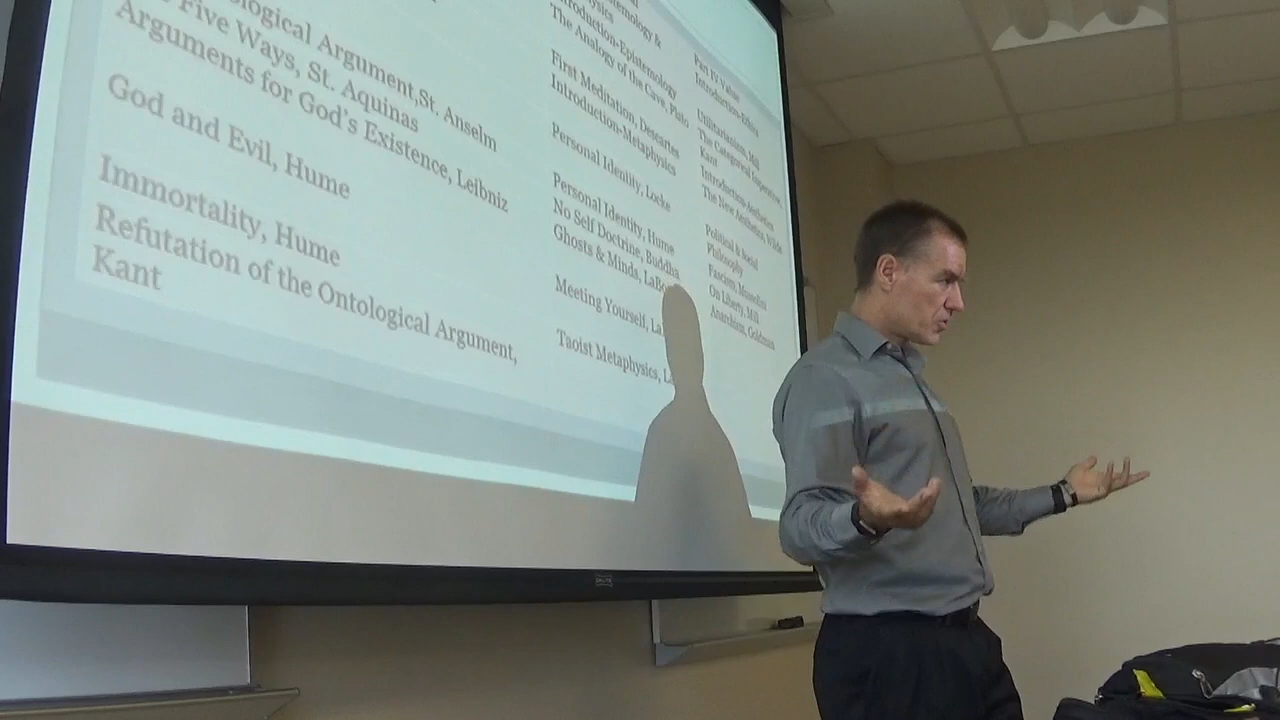 ological Argument,St. Anselm
Five Ways, St. Aquinas
Arguments for God's Existence, Leibniz
God and Evil, Hume
Immortality, Hume
Refutation of the Ontological Argument,
Kant
Introduction-Epistemology
The Analogy of the Cave, Plato
First Meditation, Descartes
Introduction-Metaphysics
Personal Identity, Locke
Personal Identity, Hume
No Self Doctrine, Buddha
Ghosts & Minds, LaBo
Meeting Yourself, La
Taoist Metaphysics, L
Part IV Value
Introduction-Ethics
Utilitarianism, Mill
The Categorical Imperative,
Kant
Introduction-Aesthetics
The New Aesthetics, Wilde
Political & Social
Philosophy
Fascism, Mussolini
On Liberty, Mill
Anarchism, Goldman